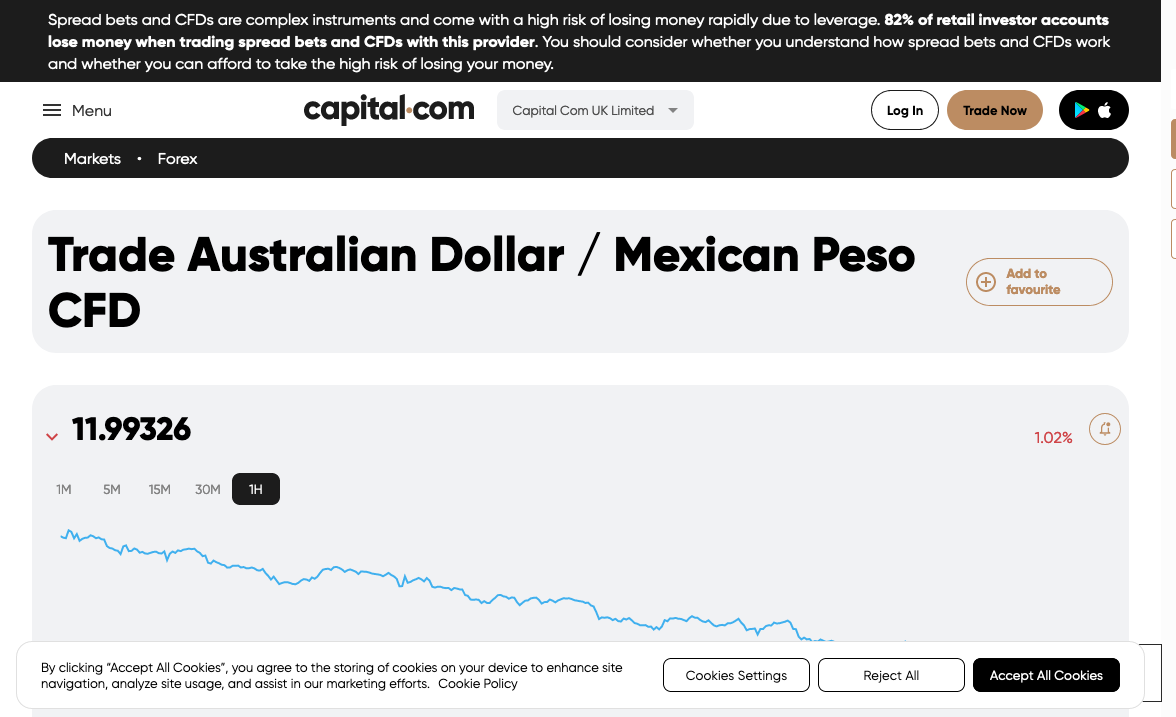 Spread bets and CFDs are complex instruments and come with a high risk of losing money rapidly due to leverage. 82% of retail investor accounts
lose money when trading spread bets and CFDs with this provider. You should consider whether you understand how spread bets and CFDs work
and whether you can afford to take the high risk of losing your money.
Menu
capital.com
Capital Com UK Limited
Log In
Trade Now
Markets • Forex
Trade Australian Dollar / Mexican Peso
CFD
Add to
favourite
11.99326
1.02%
1M 5M 15M 30M 1H
By clicking “Accept All Cookies”, you agree to the storing of cookies on your device to enhance site
navigation, analyze site usage, and assist in our marketing efforts. Cookie Policy
Cookies Settings
Reject All
Accept All Cookies